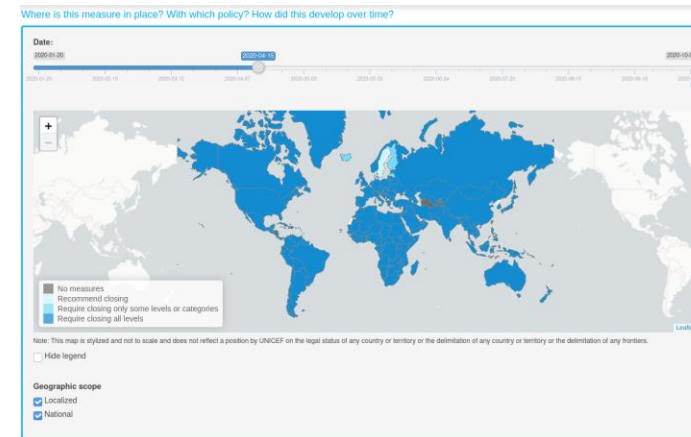 Where is this measure in place? With which policy? How did this develop over time?
Date:
2020-01-20
2020-04-15
+
−
No measures
Recommend closing
Require closing only some levels or categories
Require closing all levels
Note: This map is stylized and not to scale and does not reflect a position by UNICEF on the legal status of any country or territory or the delimitation of any country or territory or the delimitation of any frontiers.
Hide legend
Geographic scope
Localized
National